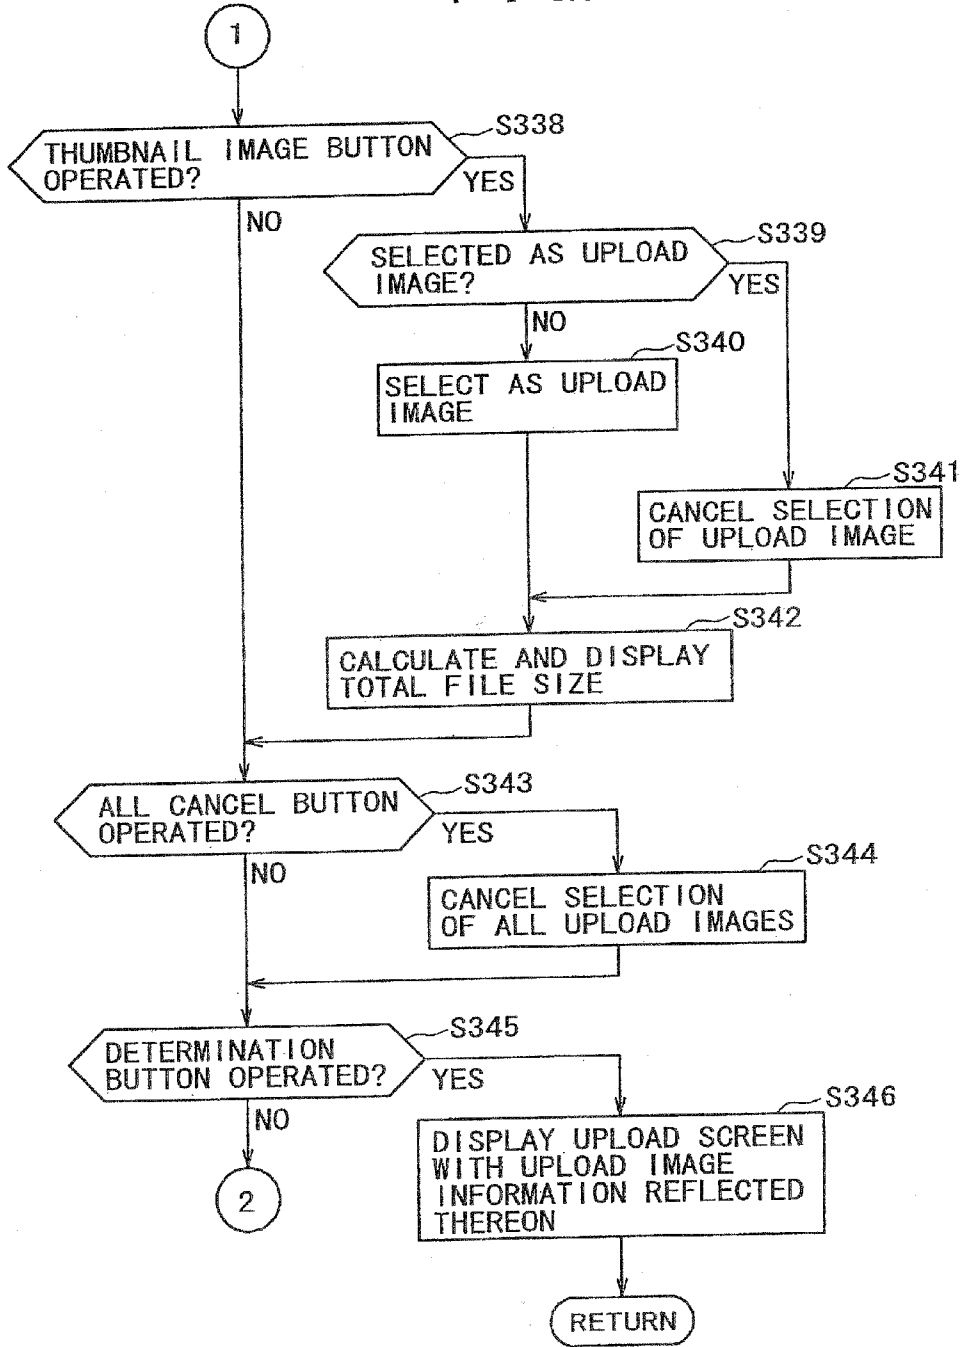 1
S338
THUMBNAIL IMAGE BUTTON
OPERATED?
YES
NO
S339
SELECTED AS UPLOAD
IMAGE?
YES
NO
S340
SELECT AS UPLOAD
IMAGE
S341
CANCEL SELECTION
OF UPLOAD IMAGE
S342
CALCULATE AND DISPLAY
TOTAL FILE SIZE
S343
ALL CANCEL BUTTON
OPERATED?
YES
NO
S344
CANCEL SELECTION
OF ALL UPLOAD IMAGES
S345
DETERMINATION
BUTTON OPERATED?
YES
NO
S346
DISPLAY UPLOAD SCREEN
WITH UPLOAD IMAGE
INFORMATION REFLECTED
THEREON
2
RETURN